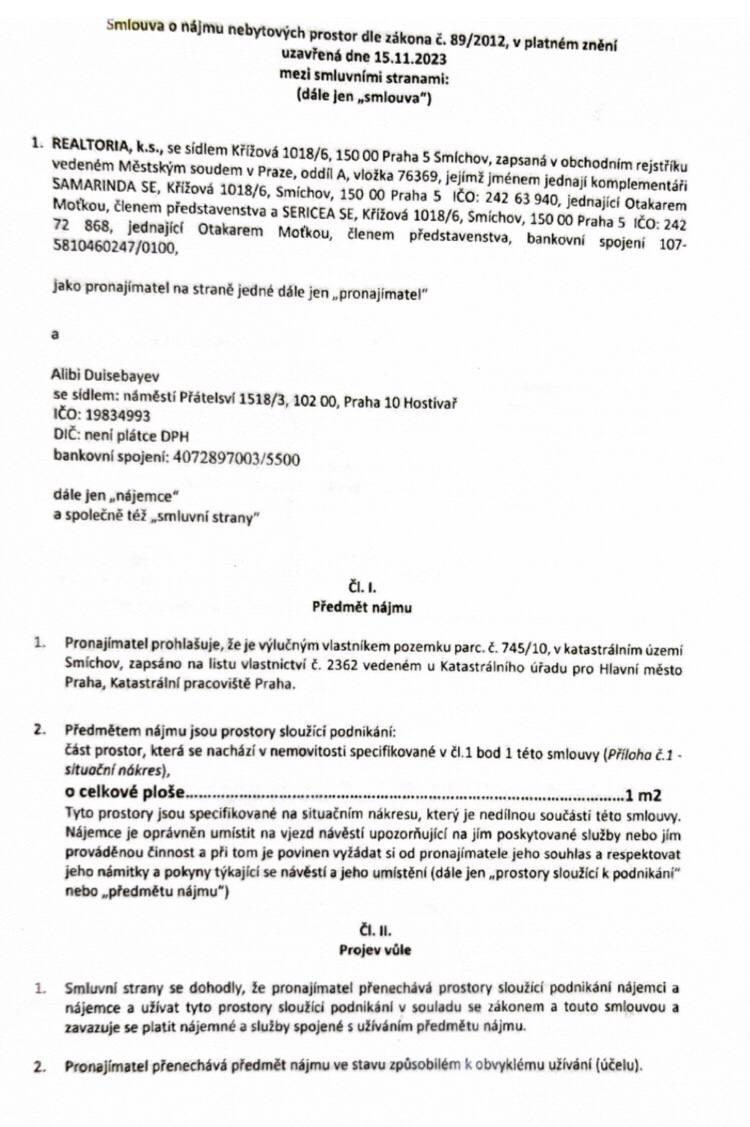 Smlouva o nájmu nebytových prostor dle zákona č. 89/2012, v platném znění
uzavřená dne 15.11.2023
mezi smluvními stranami:
(dále jen „smlouva")
1. REALTORIA, k.s., se sídlem Křížová 1018/6, 150 00 Praha 5 Smíchov, zapsaná v obchodním rejstříku
vedeném Městským soudem v Praze, oddíl A, vložka 76369, jejímž jménem jednají komplementáři
SAMARINDA SE, Křížová 1018/6, Smíchov, 150 00 Praha 5 IČO: 242 63 940, jednající Otakarem
Moťkou, členem představenstva a SERICEA SE, Křížová 1018/6, Smíchov, 150 00 Praha 5 IČO: 242
72 868, jednající Otakarem Moťkou, členem představenstva, bankovní spojení 107-
5810460247/0100,
jako pronajímatel na straně jedné dále jen „pronajímatel"
a
Alibi Duisebayev
se sídlem: náměstí Přátelsví 1518/3, 102 00, Praha 10 Hostivař
IČO: 19834993
DIČ: není plátce DPH
bankovní spojení: 4072897003/5500
dále jen „nájemce"
a společně též „smluvní strany"
Čl. I.
Předmět nájmu
1. Pronajímatel prohlašuje, že je výlučným vlastníkem pozemku parc. č. 745/10, v katastrálním území
Smíchov, zapsáno na listu vlastnictví č. 2362 vedeném u Katastrálního úřadu pro Hlavní město
Praha, Katastrální pracoviště Praha.
2. Předmětem nájmu jsou prostory sloužící podnikání:
část prostor, která se nachází v nemovitosti specifikované v čl.1 bod 1 této smlouvy (Příloha č.1 -
situační nákres),
o celkové ploše..........................................................................................1 m2
Tyto prostory jsou specifikované na situačním nákresu, který je nedílnou součástí této smlouvy.
Nájemce je oprávněn umístit na vjezd návěstí upozorňující na jím poskytované služby nebo jím
prováděnou činnost a při tom je povinen vyžádat si od pronajímatele jeho souhlas a respektovat
jeho námitky a pokyny týkající se návěstí a jeho umístění (dále jen „prostory sloužící k podnikání"
nebo „předmětu nájmu")
Čl. II.
Projev vůle
1. Smluvní strany se dohodly, že pronajímatel přenechává prostory sloužící podnikání nájemci a
nájemce a užívat tyto prostory sloužící podnikání v souladu se zákonem a touto smlouvou a
zavazuje se platit nájemné a služby spojené s užíváním předmětu nájmu.
2. Pronajímatel přenechává předmět nájmu ve stavu způsobilém k obvyklému užívání (účelu).